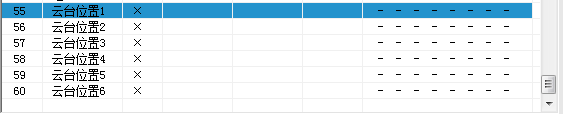 55 云台位置1 × - - - - - - - -
56 云台位置2 × - - - - - - - -
57 云台位置3 × - - - - - - - -
58 云台位置4 × - - - - - - - -
59 云台位置5 × - - - - - - - -
60 云台位置6 × - - - - - - - -